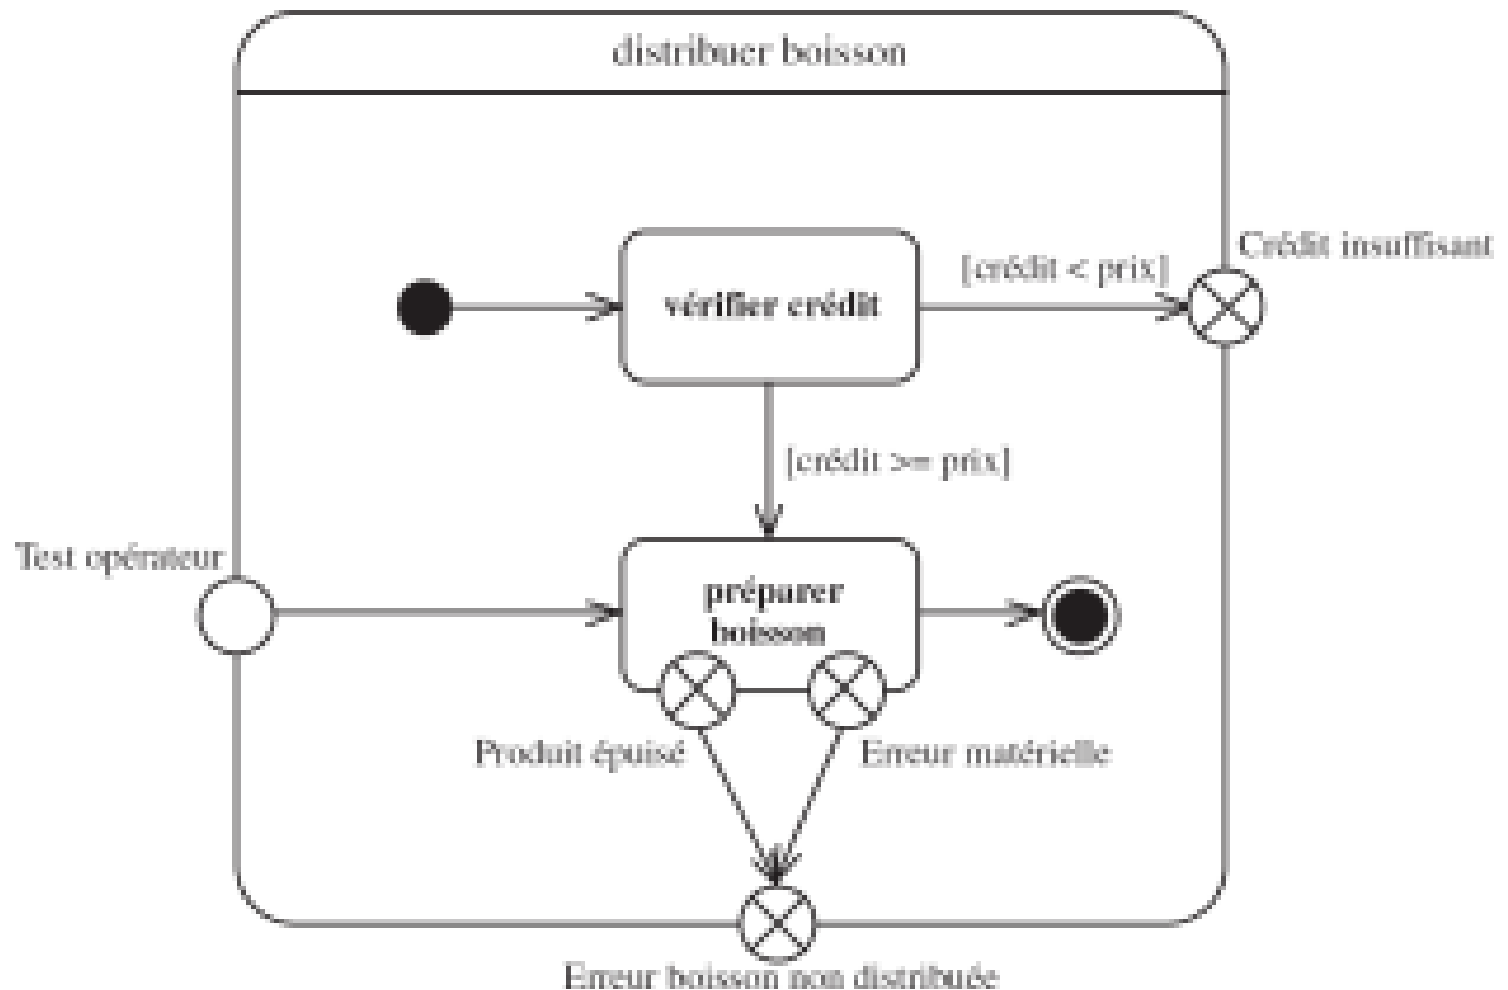 distribuer boisson
Crédit insuffisant
[crédit < prix]
vérifier crédit
[crédit >= prix]
Test opérateur
préparer
boisson
Produit épuisé
Erreur matérielle
Erreur boisson non distribuée